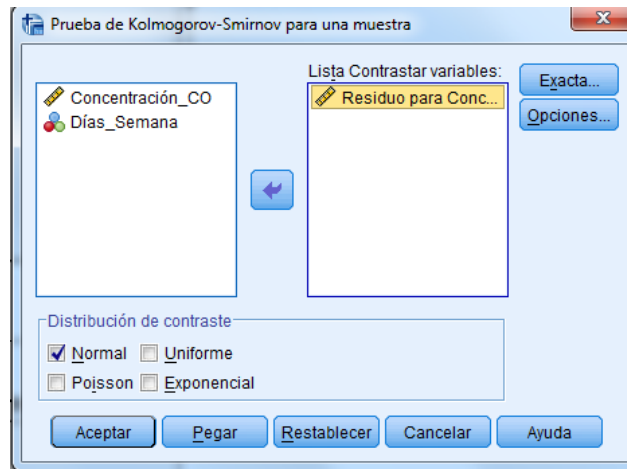 Prueba de Kolmogorov-Smirnov para una muestra
Lista Contrastar variables:
Concentración_CO
Días_Semana
Residuo para Conc...
Exacta...
Opciones...
Distribución de contraste
Normal
Uniforme
Poisson
Exponencial
Aceptar
Pegar
Restablecer
Cancelar
Ayuda